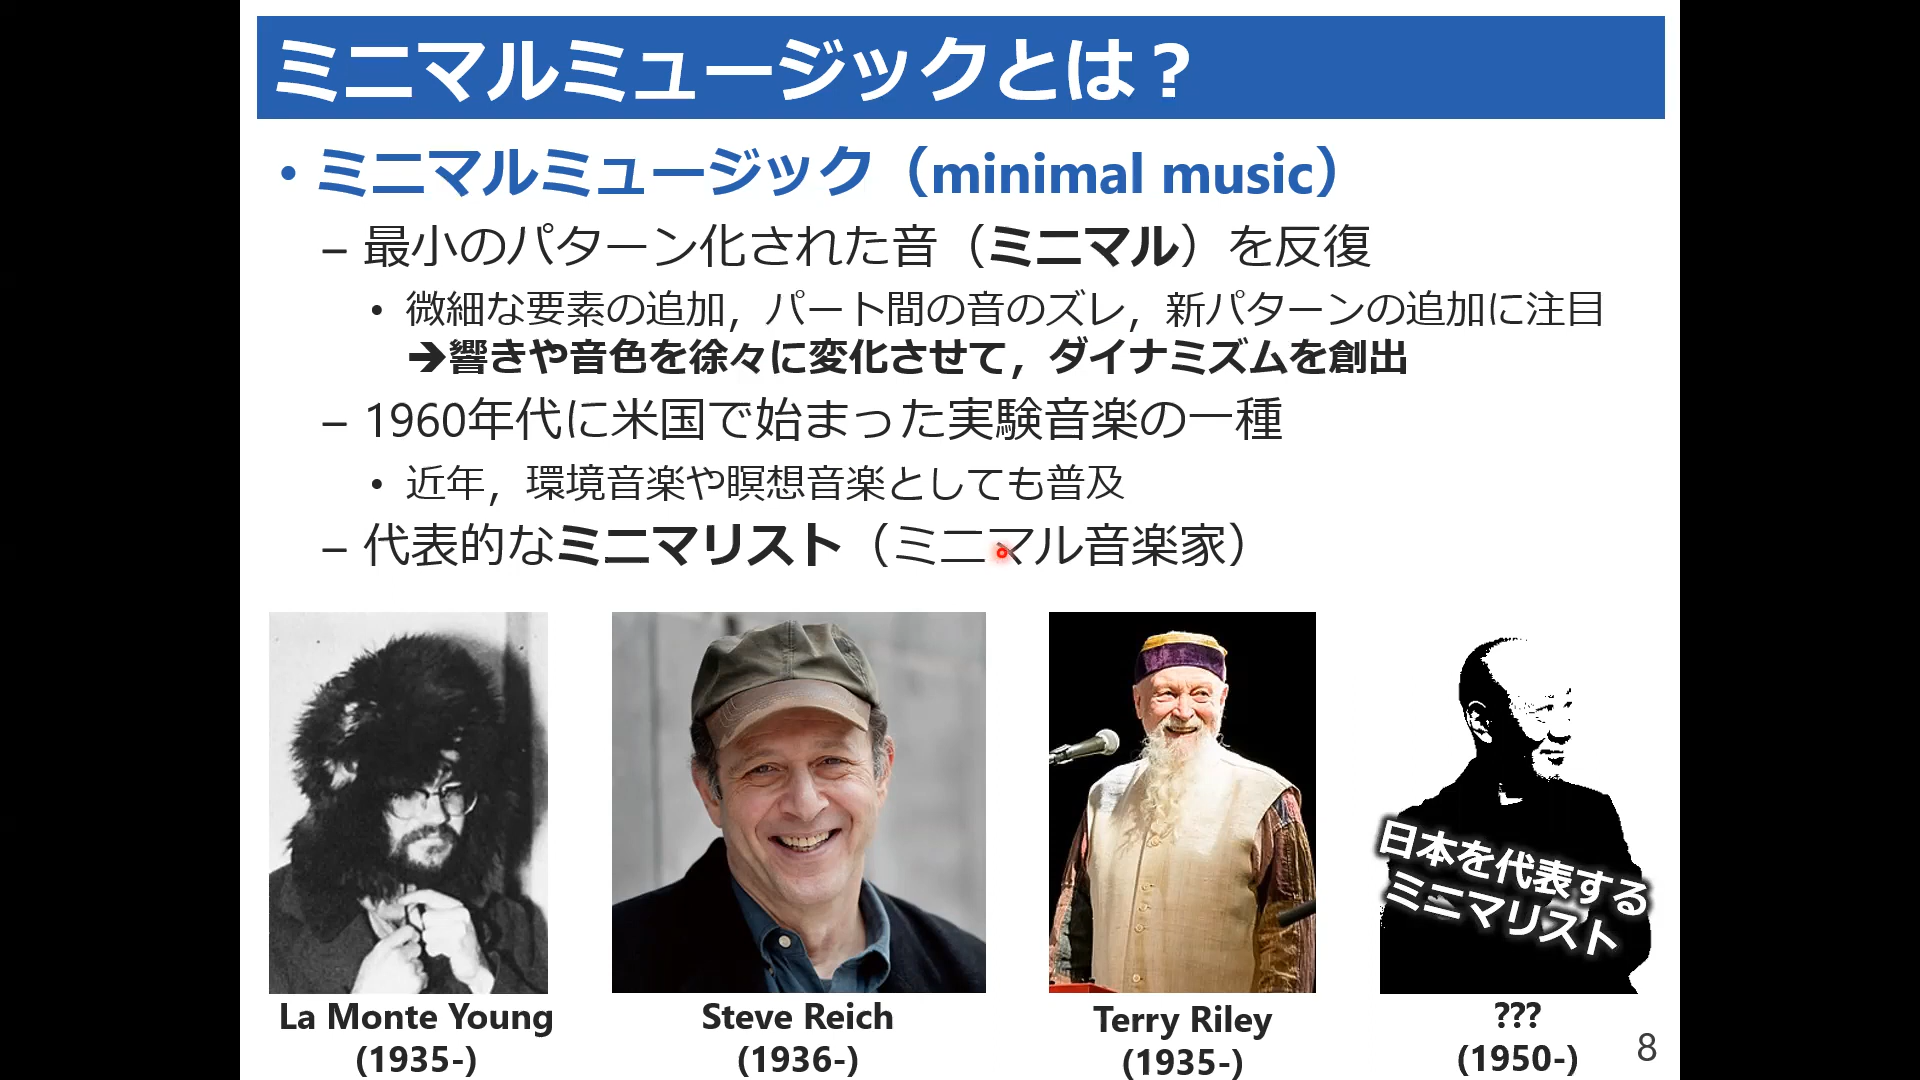 ミニマルミュージックとは？
• ミニマルミュージック（minimal music）
– 最小のパターン化された音（ミニマル）を反復
• 微細な要素の追加，パート間の音のズレ，新パターンの追加に注目
➔響きや音色を徐々に変化させて，ダイナミズムを創出
– 1960年代に米国で始まった実験音楽の一種
• 近年，環境音楽や瞑想音楽としても普及
– 代表的なミニマリスト（ミニマル音楽家）
日本を代表する
ミニマリスト
La Monte Young
(1935-)
Steve Reich
(1936-)
Terry Riley
(1935-)
???
(1950-)
8